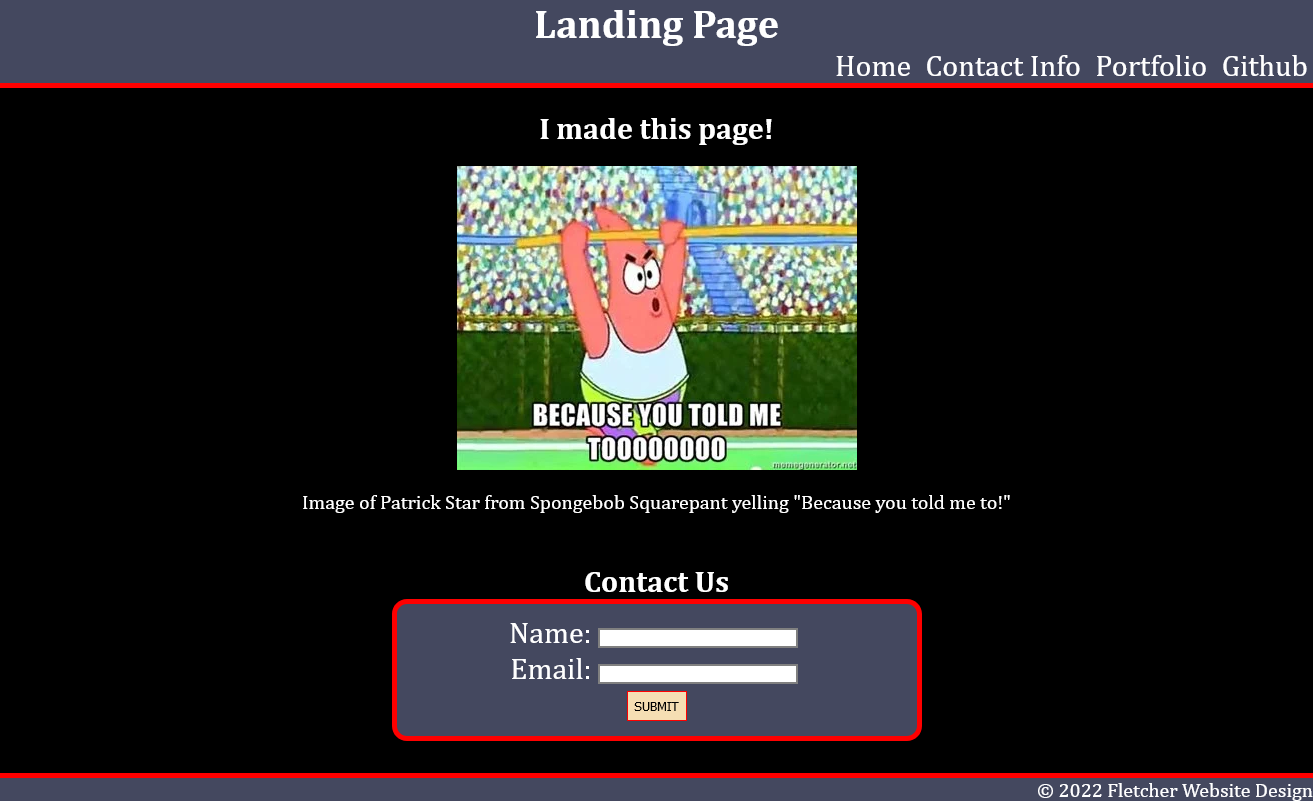 Landing Page
Home Contact Info Portfolio Github
I made this page!
BECAUSE YOU TOLD ME
TOOOOOOOO
memegenerator.net
Image of Patrick Star from Spongebob Squarepant yelling "Because you told me to!"
Contact Us
Name:
Email:
SUBMIT
© 2022 Fletcher Website Design